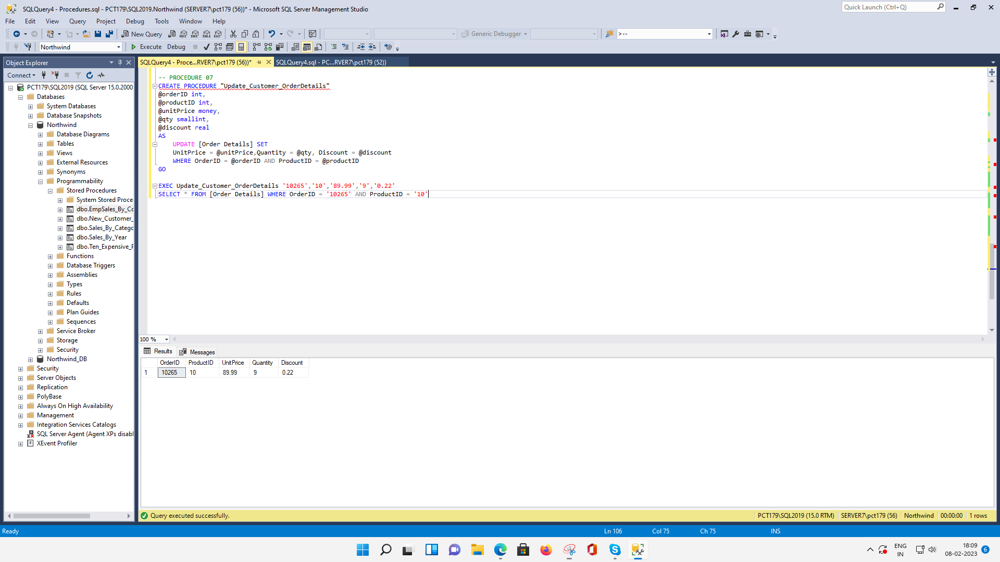 SQLQuery4 - Procedures.sql - PCT179\SQL2019.Northwind (SERVER7\pct179 (56))* - Microsoft SQL Server Management Studio
Quick Launch (Ctrl+Q)
File Edit View Query Project Debug Tools Window Help
New Query
MDX DMX XMLA DAX
Generic Debugger
>--
Northwind
Execute Debug
Object Explorer
SQLQuery4 - Proce...RVER7\pct179 (56))*
SQLQuery4.sql - PC...RVER7\pct179 (52))
Connect
PCT179\SQL2019 (SQL Server 15.0.2000
Databases
System Databases
Database Snapshots
Northwind
Database Diagrams
Tables
Views
External Resources
Synonyms
Programmability
Stored Procedures
System Stored Proce
dbo.EmpSales_By_Co
dbo.New_Customer_
dbo.Sales_By_Catego
dbo.Sales_By_Year
dbo.Ten_Expensive_P
Functions
Database Triggers
Assemblies
Types
Rules
Defaults
Plan Guides
Sequences
Service Broker
Storage
Security
Northwind_DB
Security
Server Objects
Replication
PolyBase
Always On High Availability
Management
Integration Services Catalogs
SQL Server Agent (Agent XPs disabl
XEvent Profiler
-- PROCEDURE 07
CREATE PROCEDURE "Update_Customer_OrderDetails"
@orderID int,
@productID int,
@unitPrice money,
@qty smallint,
@discount real
AS
UPDATE [Order Details] SET
UnitPrice = @unitPrice,Quantity = @qty, Discount = @discount
WHERE OrderID = @orderID AND ProductID = @productID
GO
EXEC Update_Customer_OrderDetails '10265','10','89.99','9','0.22'
SELECT * FROM [Order Details] WHERE OrderID = '10265' AND ProductID = '10'
100 %
Results Messages
OrderID ProductID UnitPrice Quantity Discount
1 10265 10 89.99 9 0.22
Query executed successfully.
PCT179\SQL2019 (15.0 RTM) SERVER7\pct179 (56) Northwind 00:00:00 1 rows
Ready
Ln 106 Col 75 Ch 75 INS
ENG
IN
18:09
08-02-2023
6